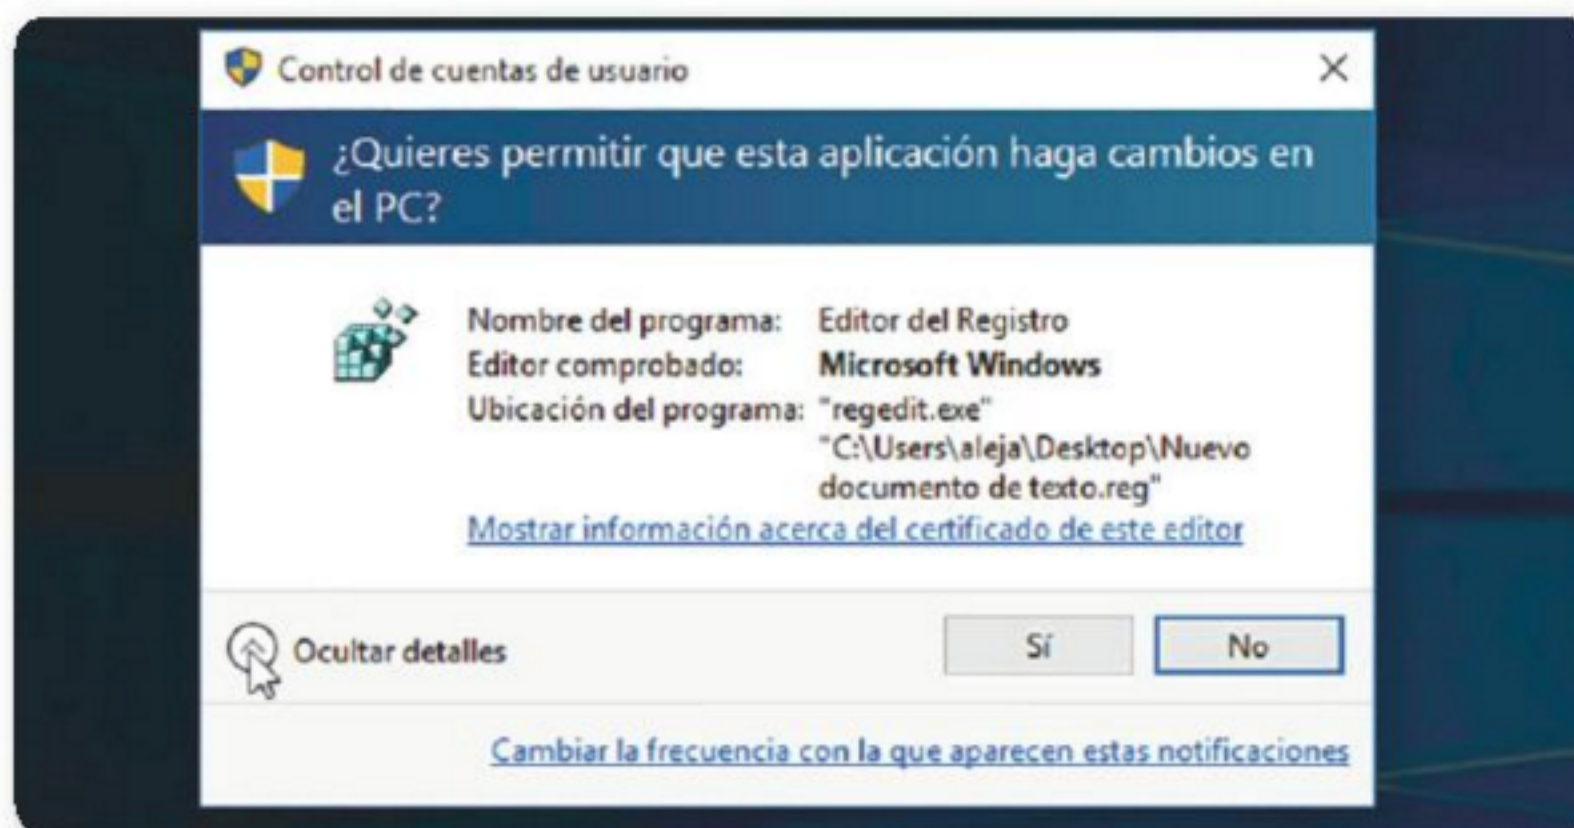 Control de cuentas de usuario
¿Quieres permitir que esta aplicación haga cambios en
el PC?
Nombre del programa: Editor del Registro
Editor comprobado: Microsoft Windows
Ubicación del programa: "regedit.exe"
"C:\Users\aleja\Desktop\Nuevo
documento de texto.reg"
Mostrar información acerca del certificado de este editor
Ocultar detalles
Sí
No
Cambiar la frecuencia con la que aparecen estas notificaciones